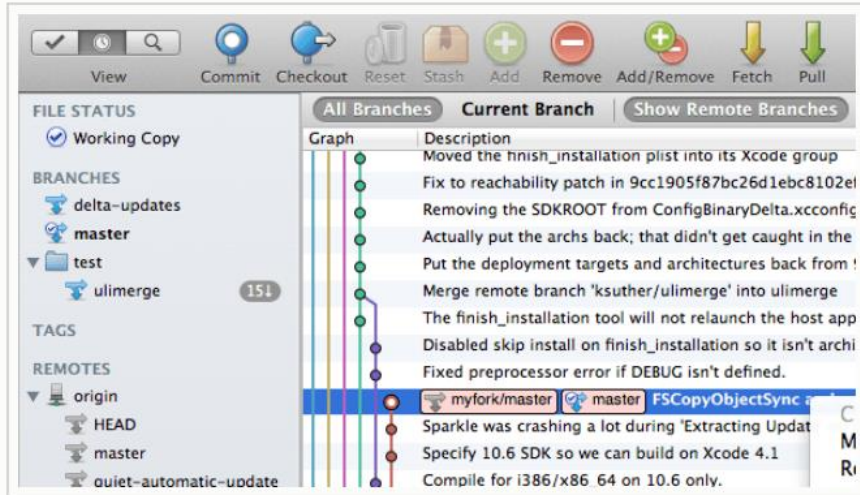 View Commit Checkout Reset Stash Add Remove Add/Remove Fetch Pull
FILE STATUS
Working Copy
BRANCHES
delta-updates
master
test
ulimerge 15↓
TAGS
REMOTES
origin
HEAD
master
quiet-automatic-update
All Branches Current Branch Show Remote Branches
Graph Description
Moved the finish_installation plist into its Xcode group
Fix to reachability patch in 9cc1905f87bc26d1ebc8102ef
Removing the SDKROOT from ConfigBinaryDelta.xcconfig
Actually put the archs back; that didn't get caught in the
Put the deployment targets and architectures back from
Merge remote branch 'ksuther/ulimerge' into ulimerge
The finish_installation tool will not relaunch the host app
Disabled skip install on finish_installation so it isn't archi
Fixed preprocessor error if DEBUG isn't defined.
myfork/master master FSCopyObjectSync
Sparkle was crashing a lot during 'Extracting Updat
Specify 10.6 SDK so we can build on Xcode 4.1
Compile for i386/x86_64 on 10.6 only.
C
M
Re